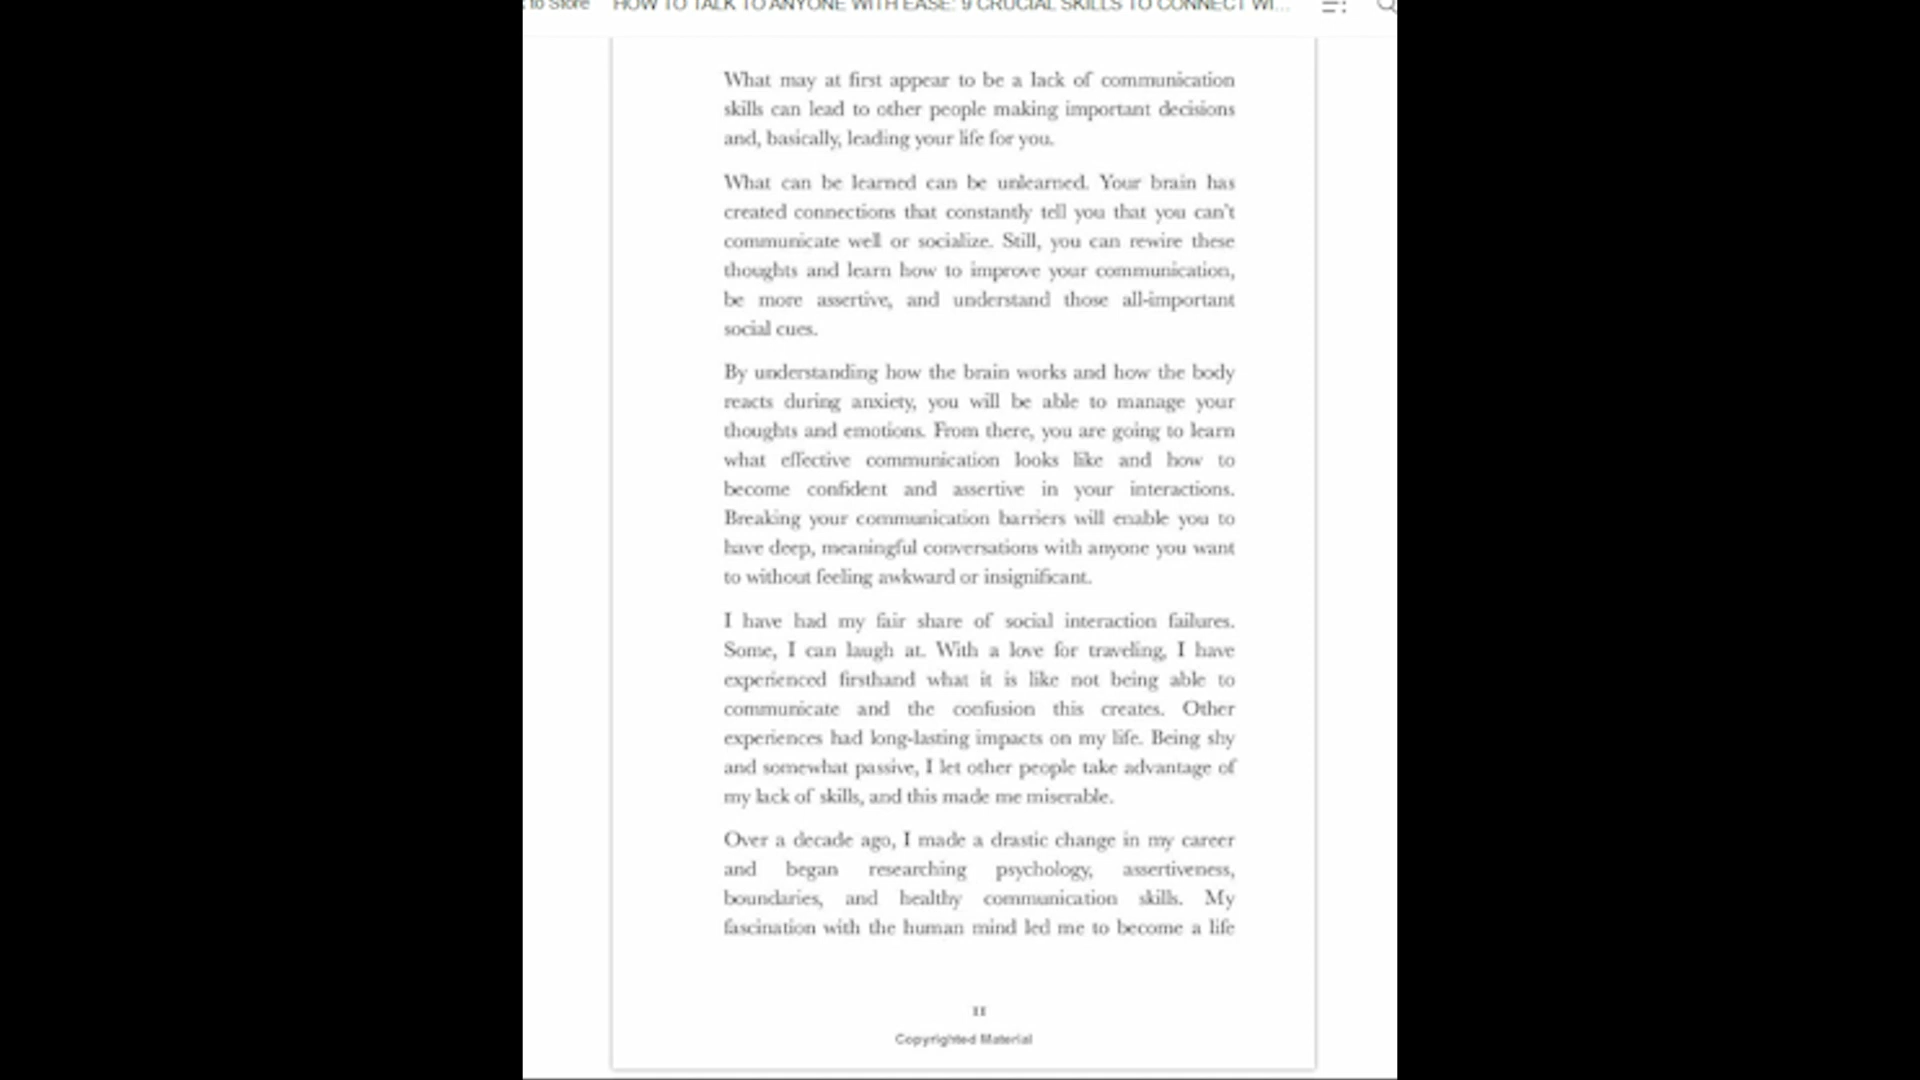 to Store HOW TO TALK TO ANYONE WITH EASE: 9 CRUCIAL SKILLS TO CONNECT WI...
What may at first appear to be a lack of communication
skills can lead to other people making important decisions
and, basically, leading your life for you.
What can be learned can be unlearned. Your brain has
created connections that constantly tell you that you can't
communicate well or socialize. Still, you can rewire these
thoughts and learn how to improve your communication,
be more assertive, and understand those all-important
social cues.
By understanding how the brain works and how the body
reacts during anxiety, you will be able to manage your
thoughts and emotions. From there, you are going to learn
what effective communication looks like and how to
become confident and assertive in your interactions.
Breaking your communication barriers will enable you to
have deep, meaningful conversations with anyone you want
to without feeling awkward or insignificant.
I have had my fair share of social interaction failures.
Some, I can laugh at. With a love for traveling, I have
experienced firsthand what it is like not being able to
communicate and the confusion this creates. Other
experiences had long-lasting impacts on my life. Being shy
and somewhat passive, I let other people take advantage of
my lack of skills, and this made me miserable.
Over a decade ago, I made a drastic change in my career
and began researching psychology, assertiveness,
boundaries, and healthy communication skills. My
fascination with the human mind led me to become a life
11
Copyrighted Material